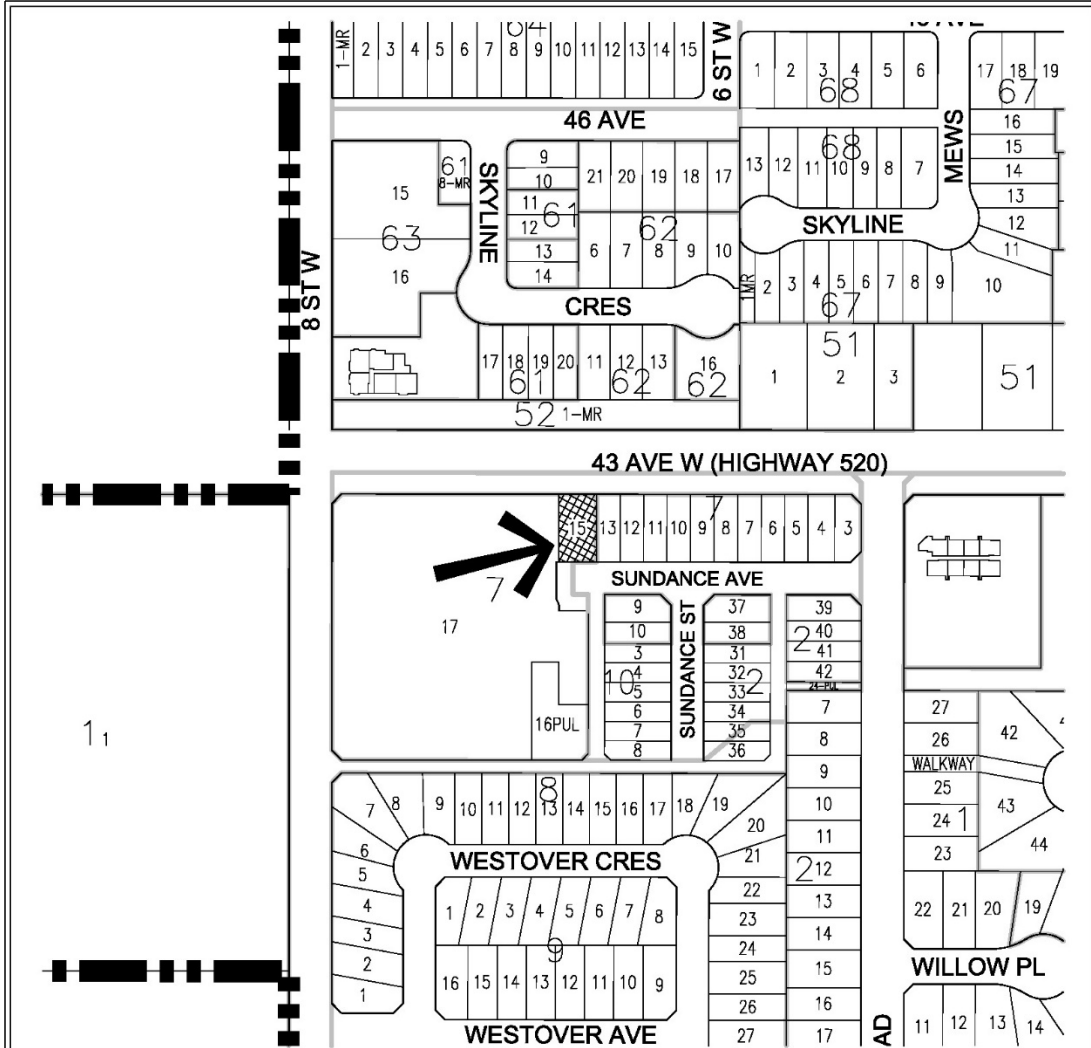 64
1-MR 2 3 4 5 6 7 8 9 10 11 12 13 14 15
6 ST W
1 2 3 4 5 6
68
MEWS
17 18 19
67
46 AVE
16
15
14
13
12
11
10
15
61
8-MR
63
16
8 ST W
SKYLINE
9
10
11
61
12
13
14
21 20 19 18 17
62
6 7 8 9 10
13 12 11 10 9 8 7
68
SKYLINE
CRES
1MR 2 3 4 5 6 7 8 9
67
17 18 19 20 11 12 13 16
61 62 62
51
1 2 3
51
52 1-MR
43 AVE W (HIGHWAY 520)
7
15 13 12 11 10 9 8 7 6 5 4 3
SUNDANCE AVE
7
17
16PUL
9
10
3
4
10
5
6
7
8
SUNDANCE ST
37
38
31
32
2
33
34
35
36
39
2
40
41
42
24-PUL
7
8
9
10
11
2
12
13
14
15
16
17
27
26
WALKWAY
25
24
1
23
42
43
44
22 21 20 19
1 1
8
7 8 9 10 11 12 13 14 15 16 17 18 19
20
21
22
23
24
25
26
27
6
5
4
3
2
1
WESTOVER CRES
1 2 3 4 5 6 7 8
9
16 15 14 13 12 11 10 9
WESTOVER AVE
WILLOW PL
11 12 13 14
AD